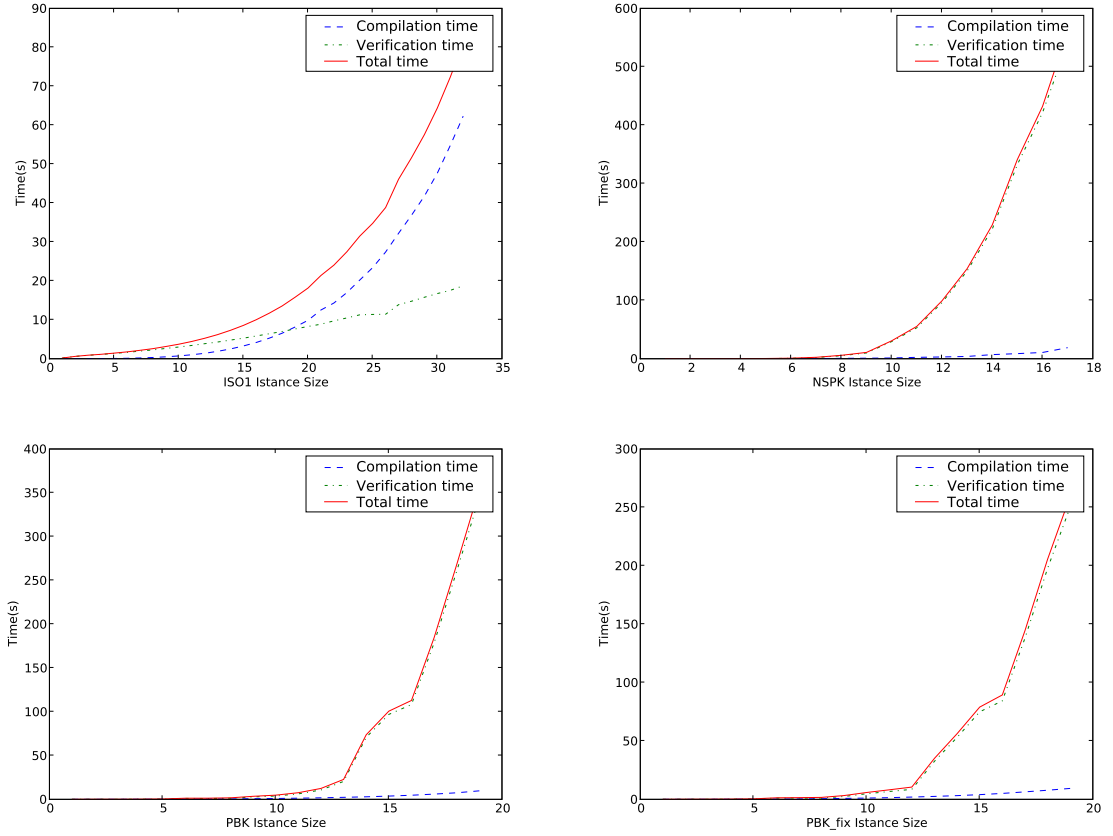 90
80
70
60
50
40
30
20
10
0
Time(s)
0 5 10 15 20 25 30 35
ISO1 Istance Size
Compilation time
Verification time
Total time
600
500
400
300
200
100
0
Time(s)
0 2 4 6 8 10 12 14 16 18
NSPK Istance Size
Compilation time
Verification time
Total time
400
350
300
250
200
150
100
50
0
Time(s)
0 5 10 15 20
PBK Istance Size
Compilation time
Verification time
Total time
300
250
200
150
100
50
0
Time(s)
0 5 10 15 20
PBK_fix Istance Size
Compilation time
Verification time
Total time